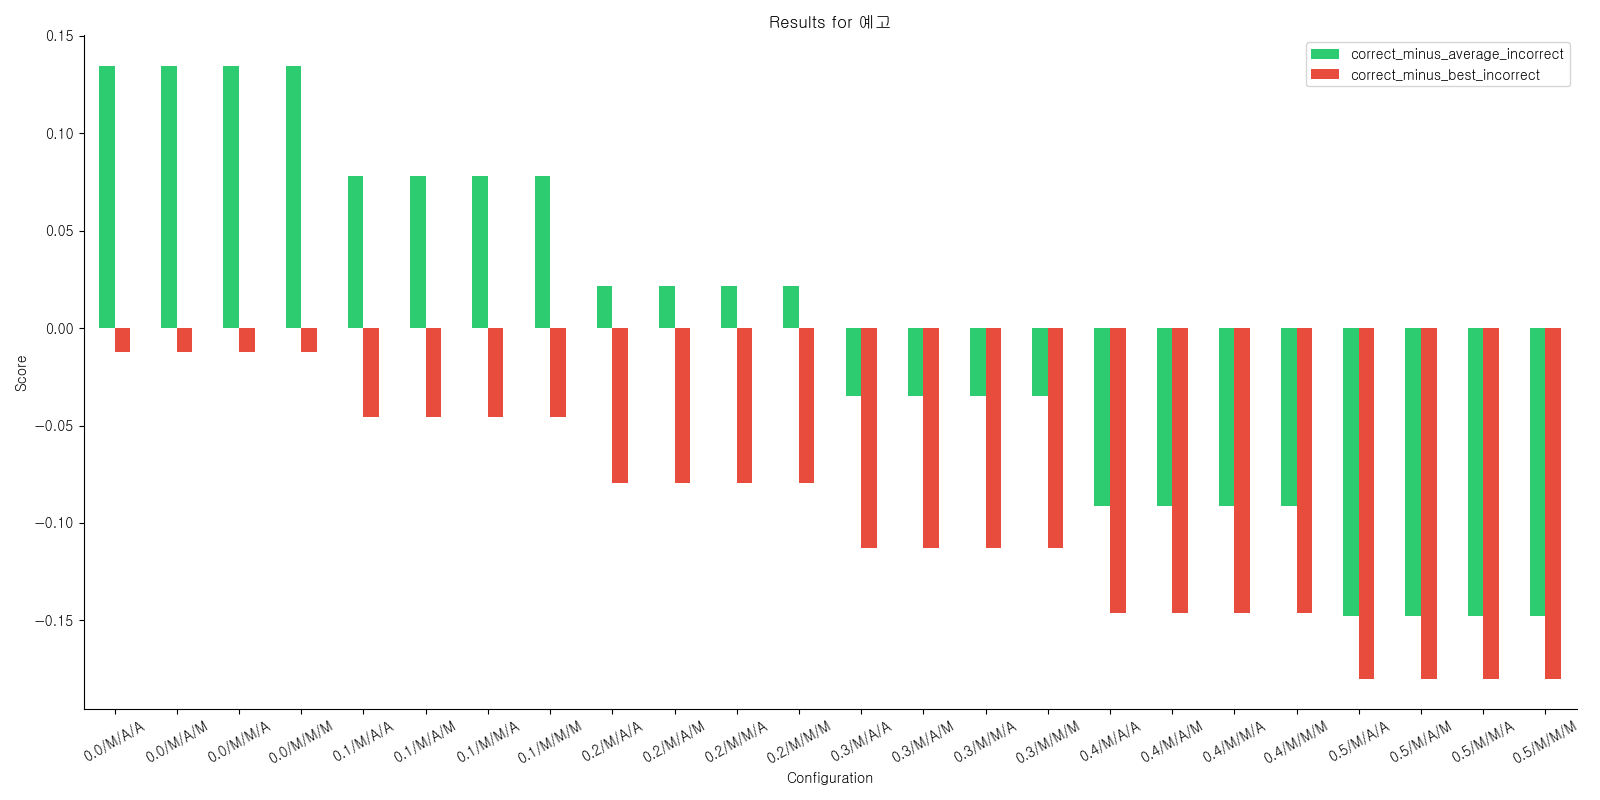 Results for 예고
correct_minus_average_incorrect
correct_minus_best_incorrect
Score
0.15
0.10
0.05
0.00
−0.05
−0.10
−0.15
0.0/M/A/A
0.0/M/A/M
0.0/M/M/A
0.0/M/M/M
0.1/M/A/A
0.1/M/A/M
0.1/M/M/A
0.1/M/M/M
0.2/M/A/A
0.2/M/A/M
0.2/M/M/A
0.2/M/M/M
0.3/M/A/A
0.3/M/A/M
0.3/M/M/A
0.3/M/M/M
0.4/M/A/A
0.4/M/A/M
0.4/M/M/A
0.4/M/M/M
0.5/M/A/A
0.5/M/A/M
0.5/M/M/A
0.5/M/M/M
Configuration